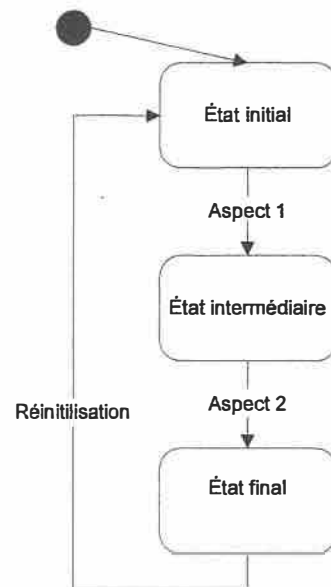 État initial
Aspect 1
État intermédiaire
Aspect 2
Réinitilisation
État final